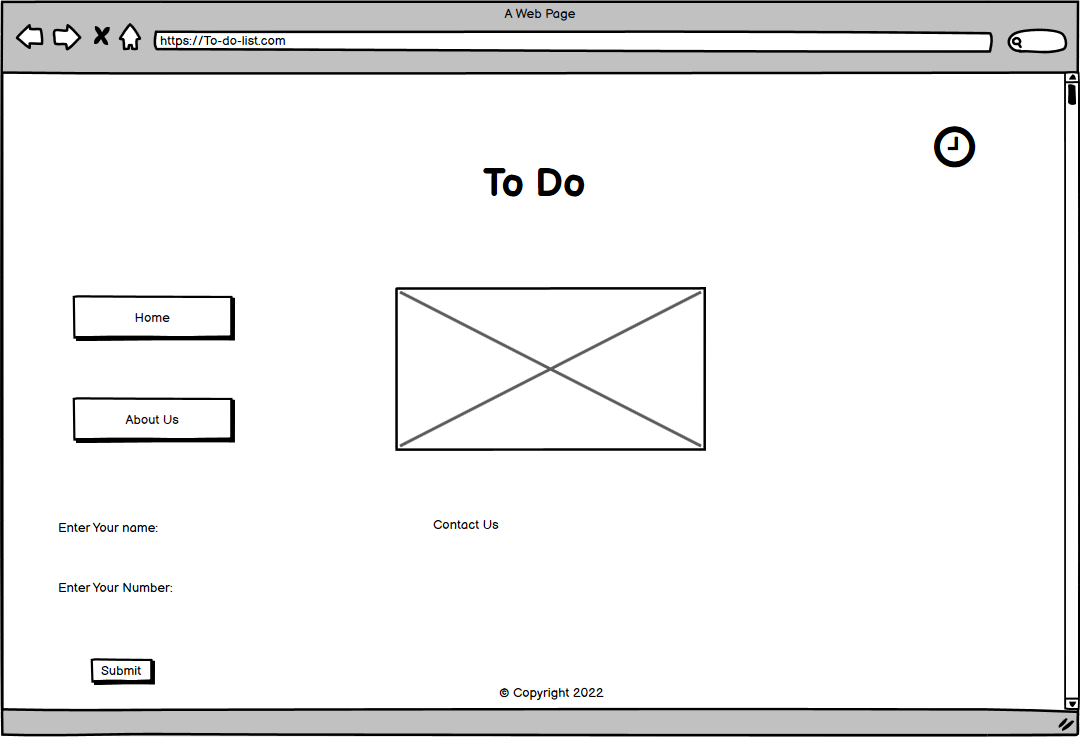 A Web Page
https://To-do-list.com
To Do
Home
About Us
Enter Your name:
Contact Us
Enter Your Number:
Submit
© Copyright 2022